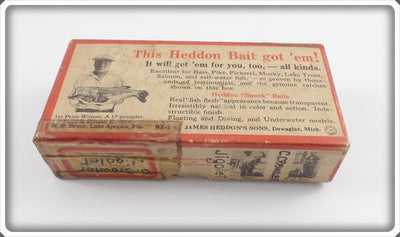 This Heddon Bait got 'em!
It will get 'em for you, too, — all kinds.
Excellent for Bass, Pike, Pickerel, Musky, Lake Trout,
Salmon, and salt-water fish, — as proven by thous-
ands of testimonials, and the genuine catches
shown on this box.
Heddon "Spook" Baits
Real "fish-flesh" appearance because transparent.
Irresistibly natural in color and action. Inde-
structible finish.
Floating and Diving, and Underwater models.
JAMES HEDDON'S SONS, Dowagiac, Mich.
1st Prize Winner, A 17-pounder.
Lake Apopka, Fla.